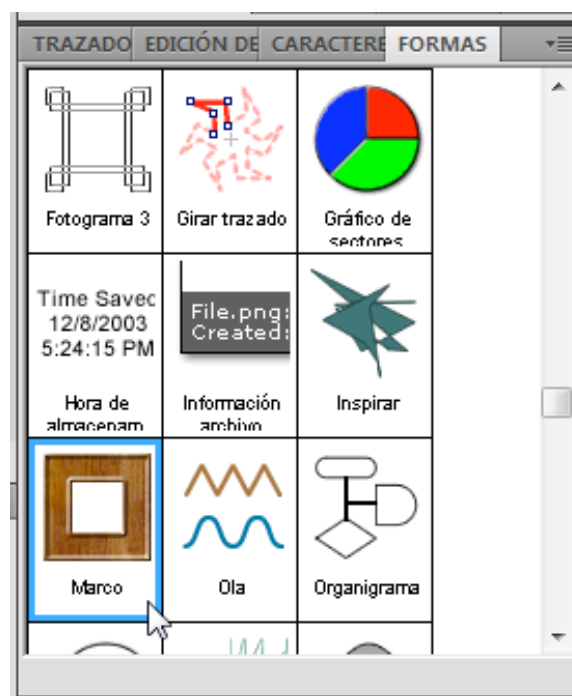 TRAZADO EDICIÓN DE CARACTERE FORMAS
Fotograma 3 Girar trazado Gráfico de
sectores
Time Savec File.png:
12/8/2003 Created:
5:24:15 PM
Hora de Información Inspirar
almacenam archivo
Marco Ola Organigrama